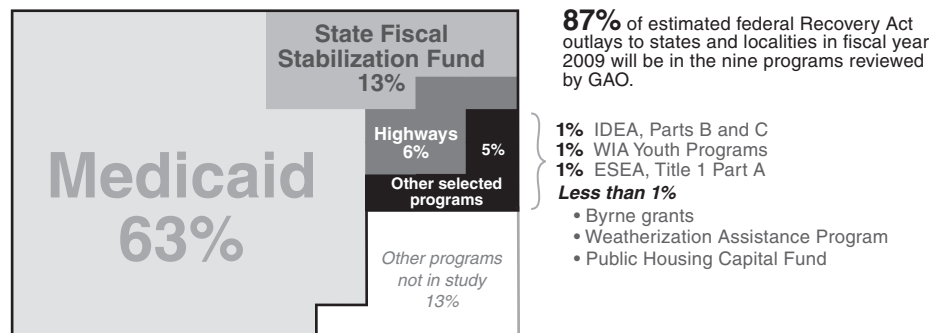 State Fiscal
Stabilization Fund
13%
Highways
6%
5%
Other selected
programs
Medicaid
63%
Other programs
not in study
13%
87% of estimated federal Recovery Act
outlays to states and localities in fiscal year
2009 will be in the nine programs reviewed
by GAO.
1% IDEA, Parts B and C
1% WIA Youth Programs
1% ESEA, Title 1 Part A
Less than 1%
• Byrne grants
• Weatherization Assistance Program
• Public Housing Capital Fund